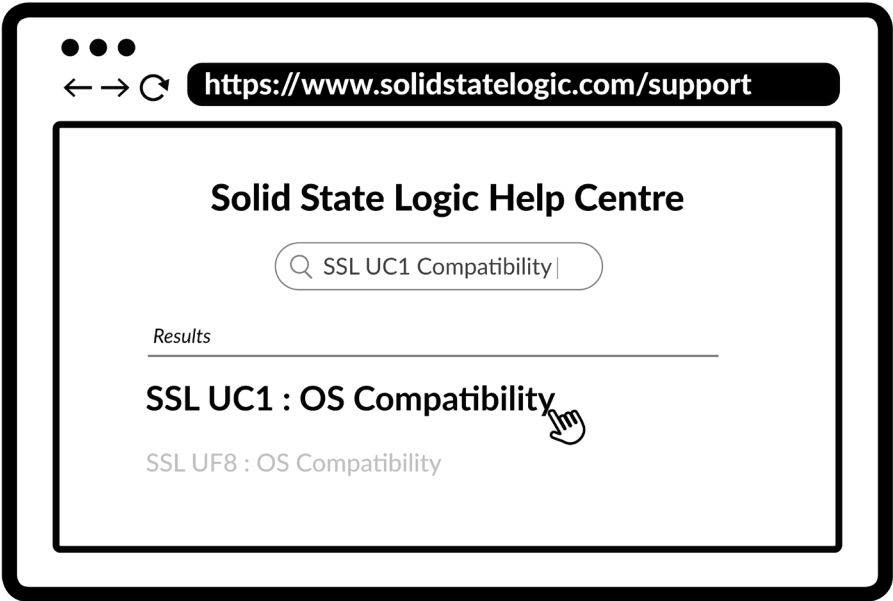 https://www.solidstatelogic.com/support
Solid State Logic Help Centre
SSL UC1 Compatibility
Results
SSL UC1 : OS Compatibility
SSL UF8 : OS Compatibility